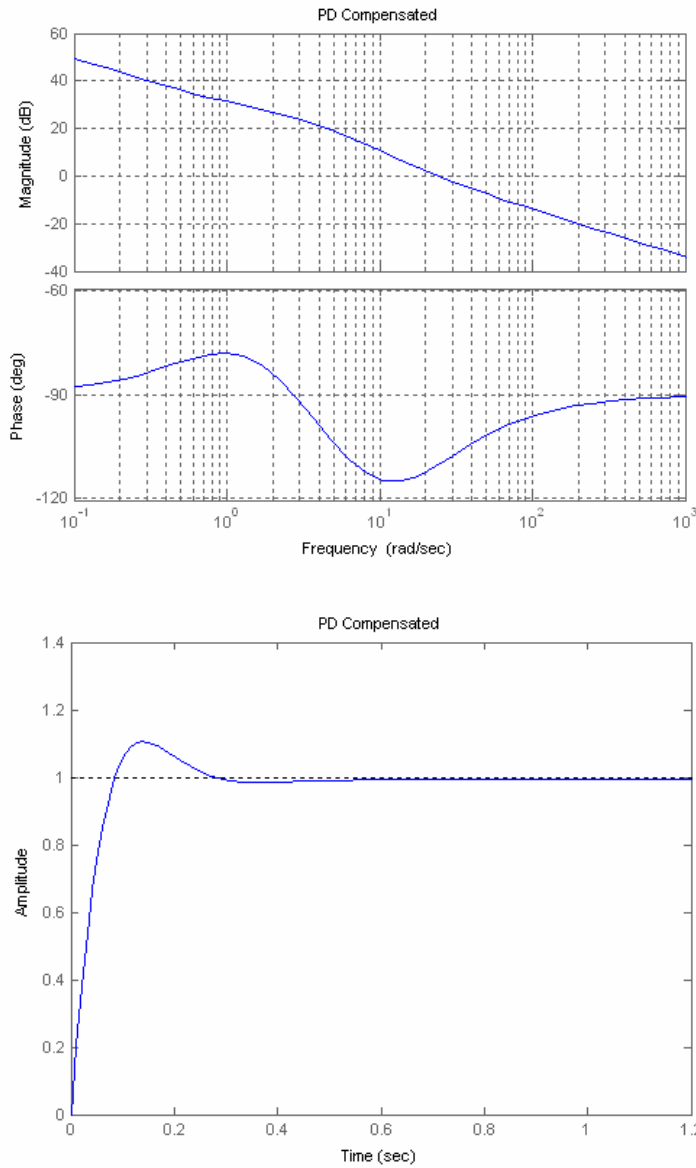 PD Compensated
60
40
20
0
-20
-40
Magnitude (dB)
-60
-90
-120
Phase (deg)
10^-1 10^0 10^1 10^2 10^3
Frequency (rad/sec)
PD Compensated
1.4
1.2
1
0.8
0.6
0.4
0.2
0
Amplitude
0 0.2 0.4 0.6 0.8 1 1.2
Time (sec)